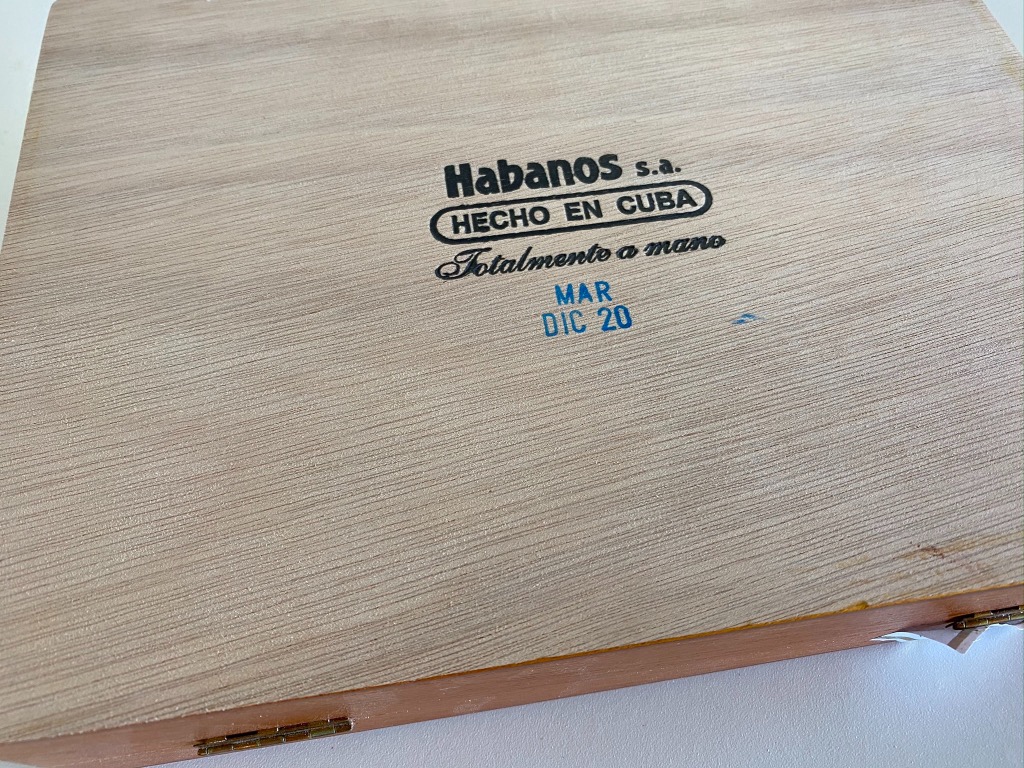 Habanos s.a.
HECHO EN CUBA
Totalmente a mano
MAR
DIC 20